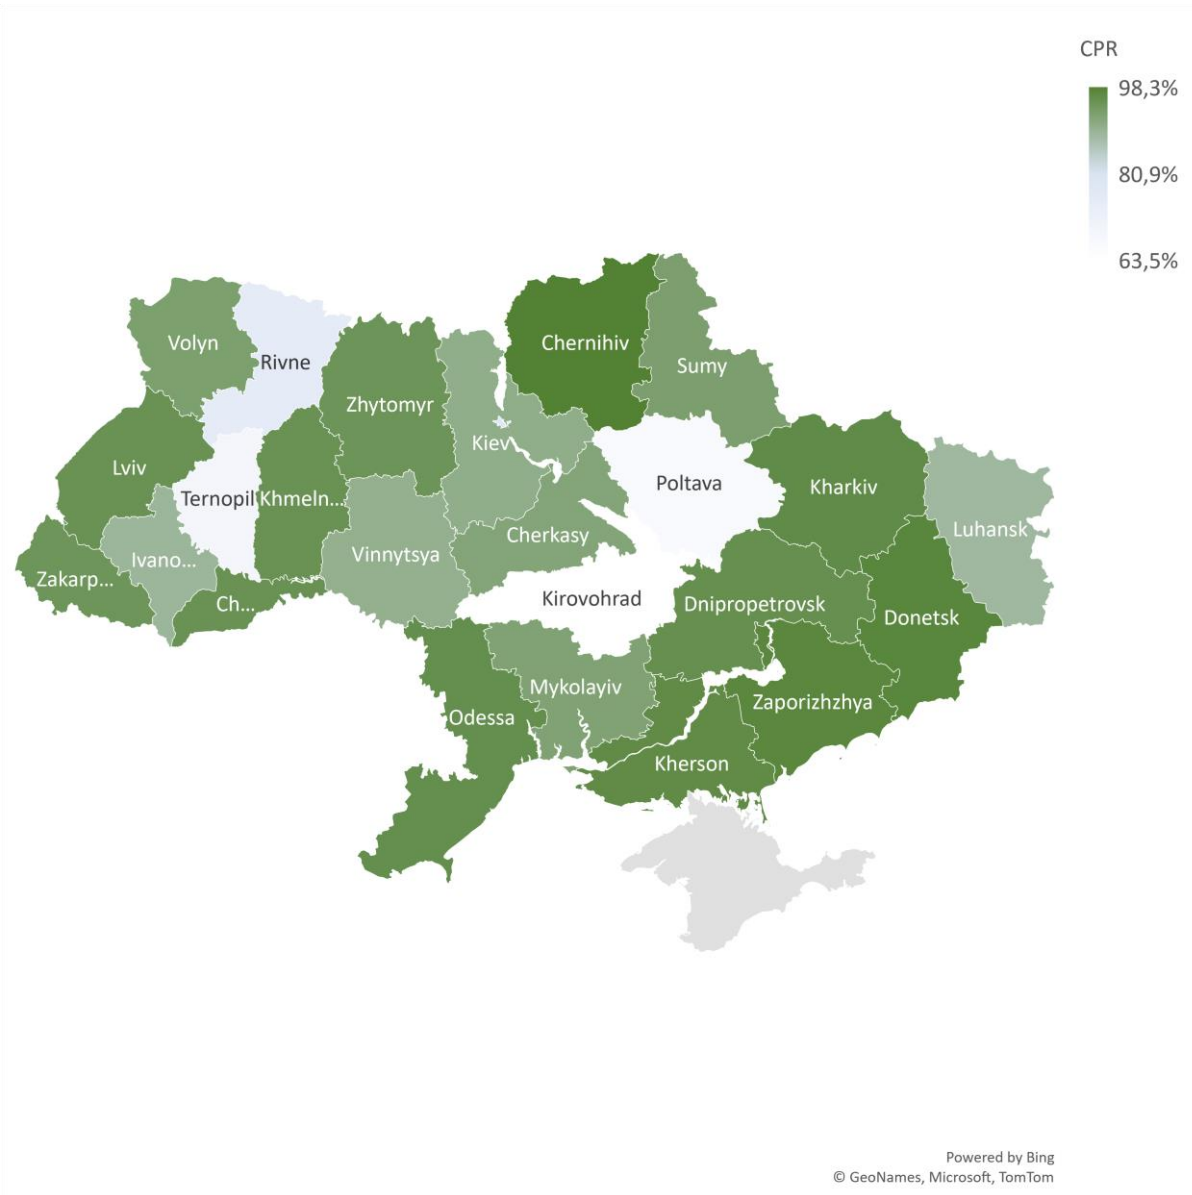 CPR
98,3%
80,9%
63,5%
Chernihiv
Volyn
Rivne
Sumy
Zhytomyr
Kiev
Lviv
Ternopil
Khmeln...
Poltava
Kharkiv
Luhansk
Cherkasy
Vinnytsya
Ivano...
Zakarp...
Ch...
Kirovohrad
Dnipropetrovsk
Donetsk
Mykolayiv
Zaporizhzhya
Odessa
Kherson
Powered by Bing
© GeoNames, Microsoft, TomTom